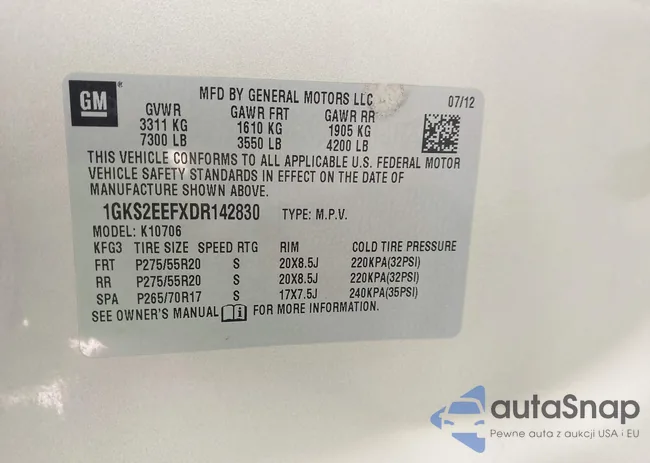 GM
MFD BY GENERAL MOTORS LLC 07/12
GVWR GAWR FRT GAWR RR
3311 KG 1610 KG 1905 KG
7300 LB 3550 LB 4200 LB
THIS VEHICLE CONFORMS TO ALL APPLICABLE U.S. FEDERAL MOTOR
VEHICLE SAFETY STANDARDS IN EFFECT ON THE DATE OF
MANUFACTURE SHOWN ABOVE.
1GKS2EEFXDR142830 TYPE: M.P.V.
MODEL: K10706
KFG3 TIRE SIZE SPEED RTG RIM COLD TIRE PRESSURE
FRT P275/55R20 S 20X8.5J 220KPA(32PSI)
RR P275/55R20 S 20X8.5J 220KPA(32PSI)
SPA P265/70R17 S 17X7.5J 240KPA(35PSI)
SEE OWNER'S MANUAL FOR MORE INFORMATION.
autaSnap
Pewne auta z aukcji USA i EU